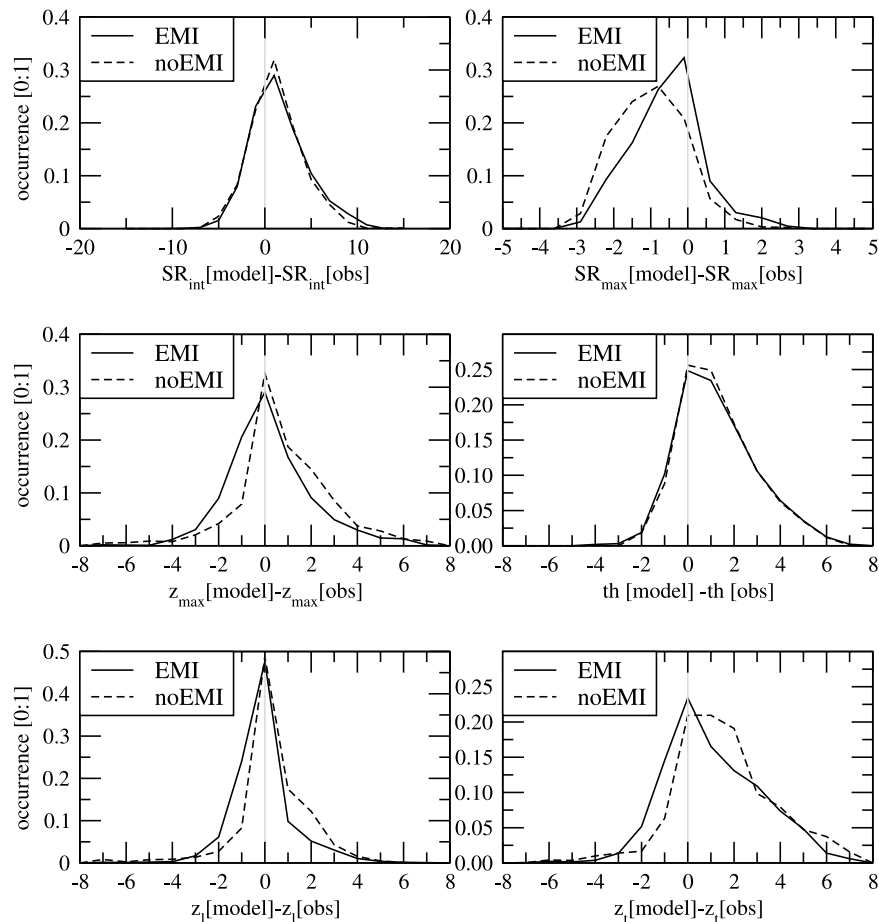 EMI
noEMI
occurrence [0:1]
0.4
0.3
0.2
0.1
0
-20 -10 0 10 20
SR_int[model]-SR_int[obs]
EMI
noEMI
0.4
0.3
0.2
0.1
0
-5 -4 -3 -2 -1 0 1 2 3 4 5
SR_max[model]-SR_max[obs]
EMI
noEMI
occurrence [0:1]
0.4
0.3
0.2
0.1
0
-8 -6 -4 -2 0 2 4 6 8
z_max[model]-z_max[obs]
EMI
noEMI
0.25
0.20
0.15
0.10
0.05
0.00
-8 -6 -4 -2 0 2 4 6 8
th [model] -th [obs]
EMI
noEMI
occurrence [0:1]
0.5
0.4
0.3
0.2
0.1
0
-8 -6 -4 -2 0 2 4 6 8
z_l[model]-z_l[obs]
EMI
noEMI
0.25
0.20
0.15
0.10
0.05
0.00
-8 -6 -4 -2 0 2 4 6 8
z_t[model]-z_t[obs]